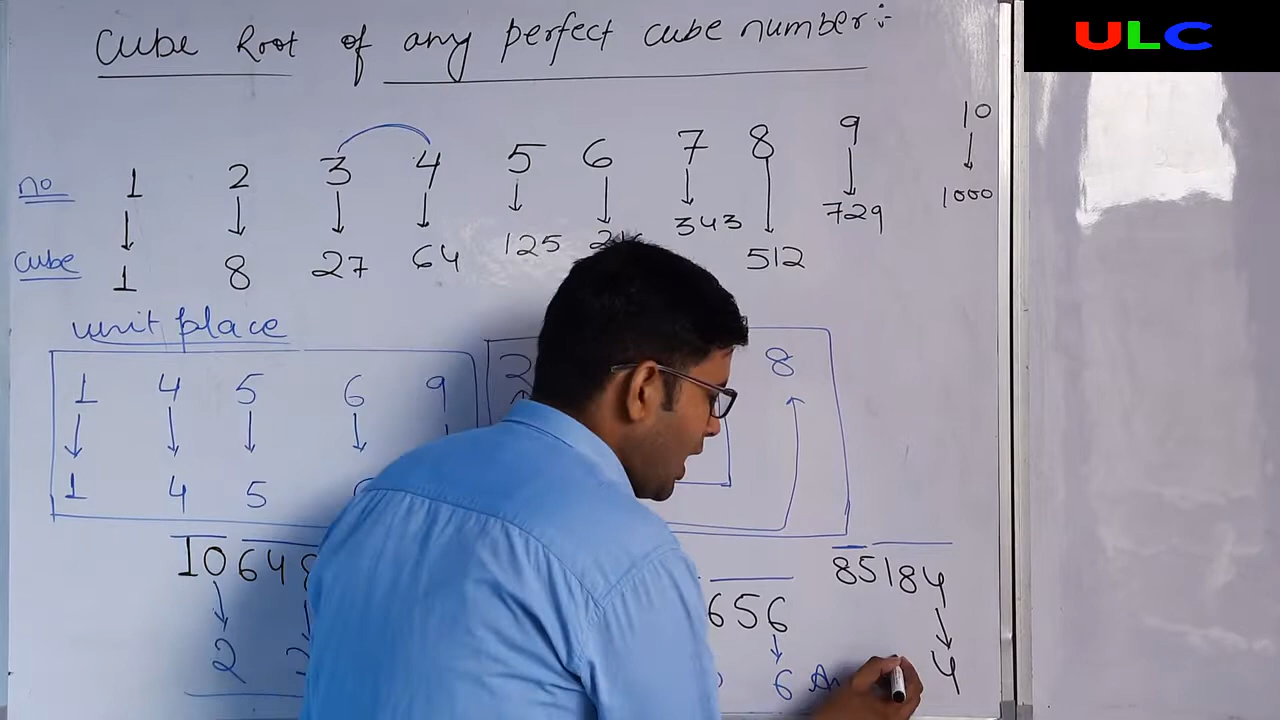 ULC
Cube Root of any perfect cube number:-
no 1 2 3 4 5 6 7 8 9 10
cube 1 8 27 64 125 343 512 729 1000
unit place
1 4 5 6 9 8
1 4 5
10648 656 85184
2 6 4